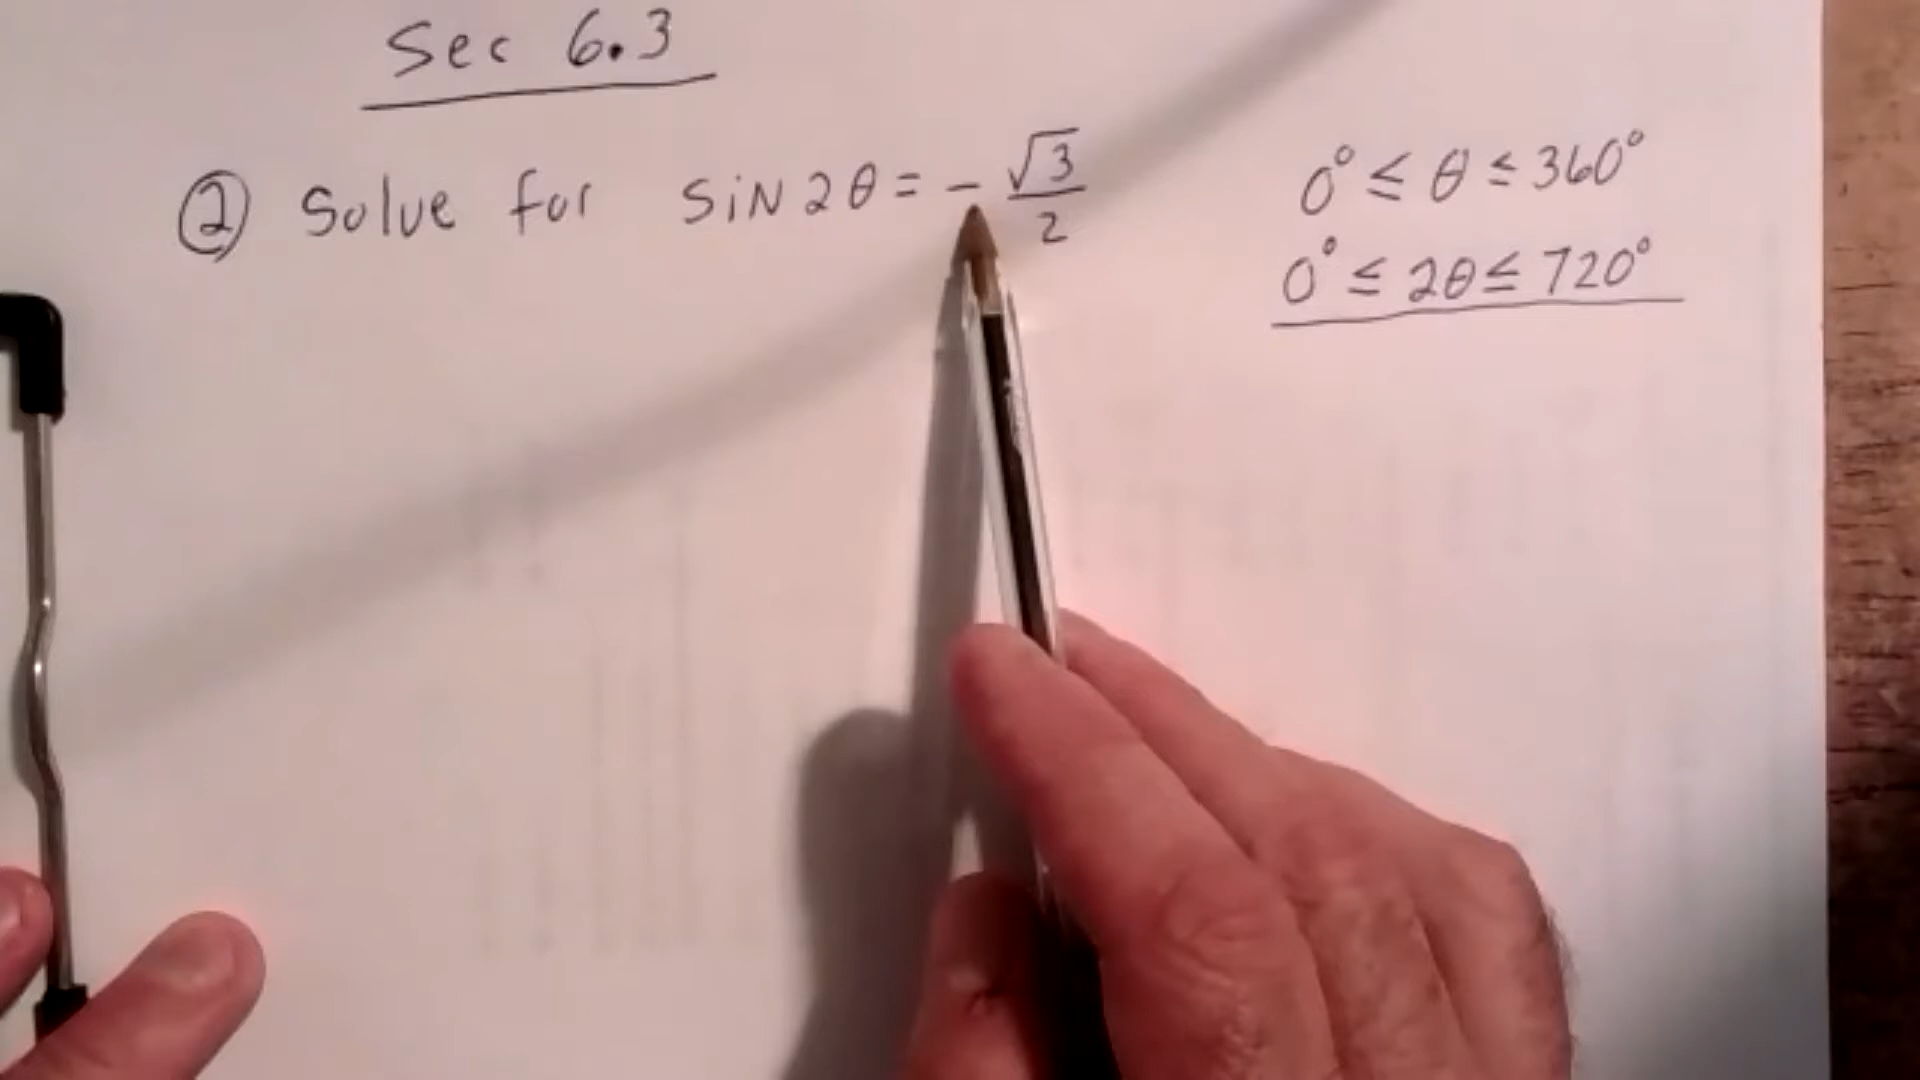 Sec 6.3
② Solve for SiN 2θ = - √3/2
0° ≤ θ ≤ 360°
0° ≤ 2θ ≤ 720°